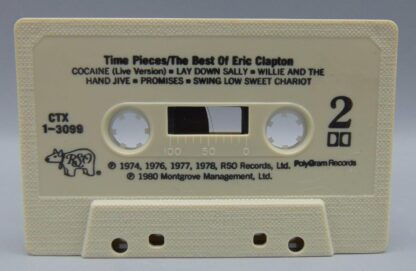 Time Pieces/The Best Of Eric Clapton
COCAINE (Live Version) ▪ LAY DOWN SALLY ▪ WILLIE AND THE
HAND JIVE ▪ PROMISES ▪ SWING LOW SWEET CHARIOT
CTX
1-3099
2
100 50 0
RSO
℗ 1974, 1976, 1977, 1978, RSO Records, Ltd. PolyGram Records
℗ 1980 Montgrove Management, Ltd.